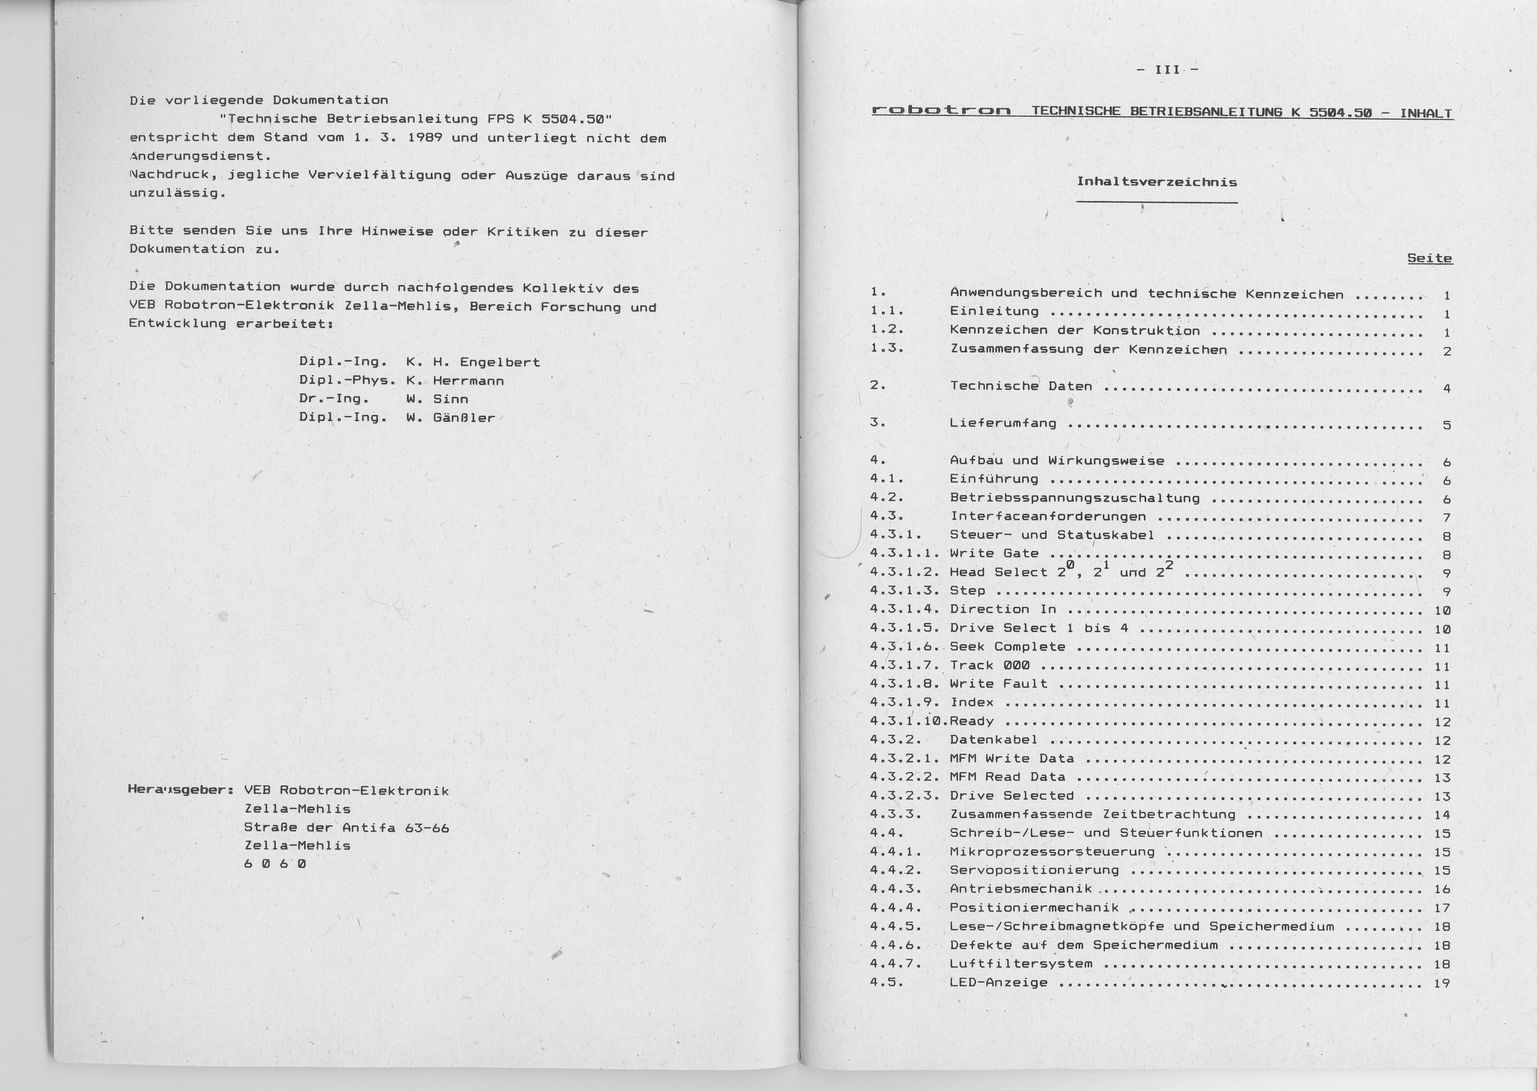 Die vorliegende Dokumentation
"Technische Betriebsanleitung FPS K 5504.50"
entspricht dem Stand vom 1. 3. 1989 und unterliegt nicht dem
Änderungsdienst.
Nachdruck, jegliche Vervielfältigung oder Auszüge daraus sind
unzulässig.
Bitte senden Sie uns Ihre Hinweise oder Kritiken zu dieser
Dokumentation zu.
Die Dokumentation wurde durch nachfolgendes Kollektiv des
VEB Robotron-Elektronik Zella-Mehlis, Bereich Forschung und
Entwicklung erarbeitet:
Dipl.-Ing. K. H. Engelbert
Dipl.-Phys. K. Herrmann
Dr.-Ing. W. Sinn
Dipl.-Ing. W. Gänßler
Herausgeber: VEB Robotron-Elektronik
Zella-Mehlis
Straße der Antifa 63-66
Zella-Mehlis
6 0 6 0
- III -
robotron TECHNISCHE BETRIEBSANLEITUNG K 5504.50 - INHALT
Inhaltsverzeichnis
Seite
1. Anwendungsbereich und technische Kennzeichen ........ 1
1.1. Einleitung .......................................... 1
1.2. Kennzeichen der Konstruktion ........................ 1
1.3. Zusammenfassung der Kennzeichen ..................... 2
2. Technische Daten .................................... 4
3. Lieferumfang ........................................ 5
4. Aufbau und Wirkungsweise ............................ 6
4.1. Einführung .......................................... 6
4.2. Betriebsspannungszuschaltung ........................ 6
4.3. Interfaceanforderungen .............................. 7
4.3.1. Steuer- und Statuskabel ............................. 8
4.3.1.1. Write Gate .......................................... 8
4.3.1.2. Head Select 2⁰, 2¹ und 2² ........................... 9
4.3.1.3. Step ................................................ 9
4.3.1.4. Direction In ........................................ 10
4.3.1.5. Drive Select 1 bis 4 ................................ 10
4.3.1.6. Seek Complete ....................................... 11
4.3.1.7. Track 000 ........................................... 11
4.3.1.8. Write Fault ......................................... 11
4.3.1.9. Index ............................................... 11
4.3.1.10.Ready ............................................... 12
4.3.2. Datenkabel .......................................... 12
4.3.2.1. MFM Write Data ...................................... 12
4.3.2.2. MFM Read Data ....................................... 13
4.3.2.3. Drive Selected ...................................... 13
4.3.3. Zusammenfassende Zeitbetrachtung .................... 14
4.4. Schreib-/Lese- und Steuerfunktionen ................. 15
4.4.1. Mikroprozessorsteuerung ............................. 15
4.4.2. Servopositionierung ................................. 15
4.4.3. Antriebsmechanik .................................... 16
4.4.4. Positioniermechanik ................................. 17
4.4.5. Lese-/Schreibmagnetköpfe und Speichermedium ......... 18
4.4.6. Defekte auf dem Speichermedium ...................... 18
4.4.7. Luftfiltersystem .................................... 18
4.5. LED-Anzeige ......................................... 19